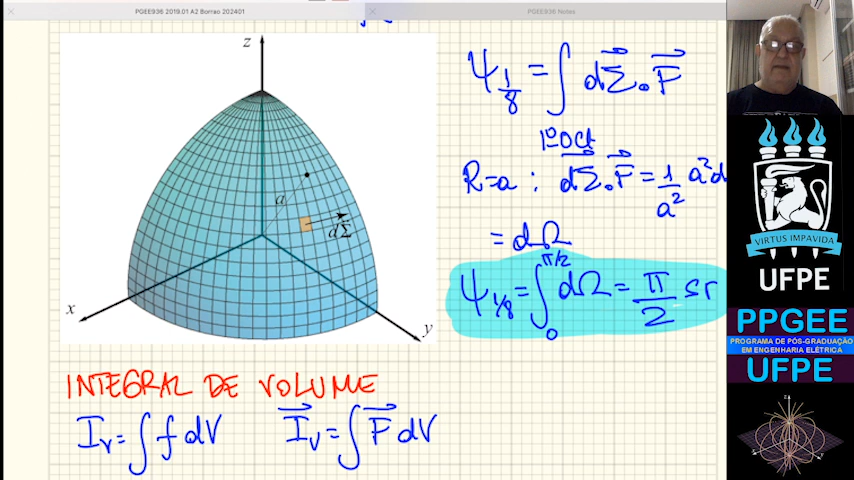 PGEE936 2019.01 A2 Borrao 202401
PGEE936 Notes
z
a
dΣ
x
y
Ψ1/8 = ∫ dΣ⃗ • F⃗
1º Oct
R=a : dΣ⃗ • F⃗ = 1/a² a² d
= dΩ
Ψ1/8 = ∫₀^π/2 dΩ = π/2 sr
INTEGRAL DE VOLUME
Iv = ∫ f dV
I⃗v = ∫ F⃗ dV
VIRTUS IMPAVIDA
UFPE
PPGEE
PROGRAMA DE PÓS-GRADUAÇÃO
EM ENGENHARIA ELÉTRICA
UFPE